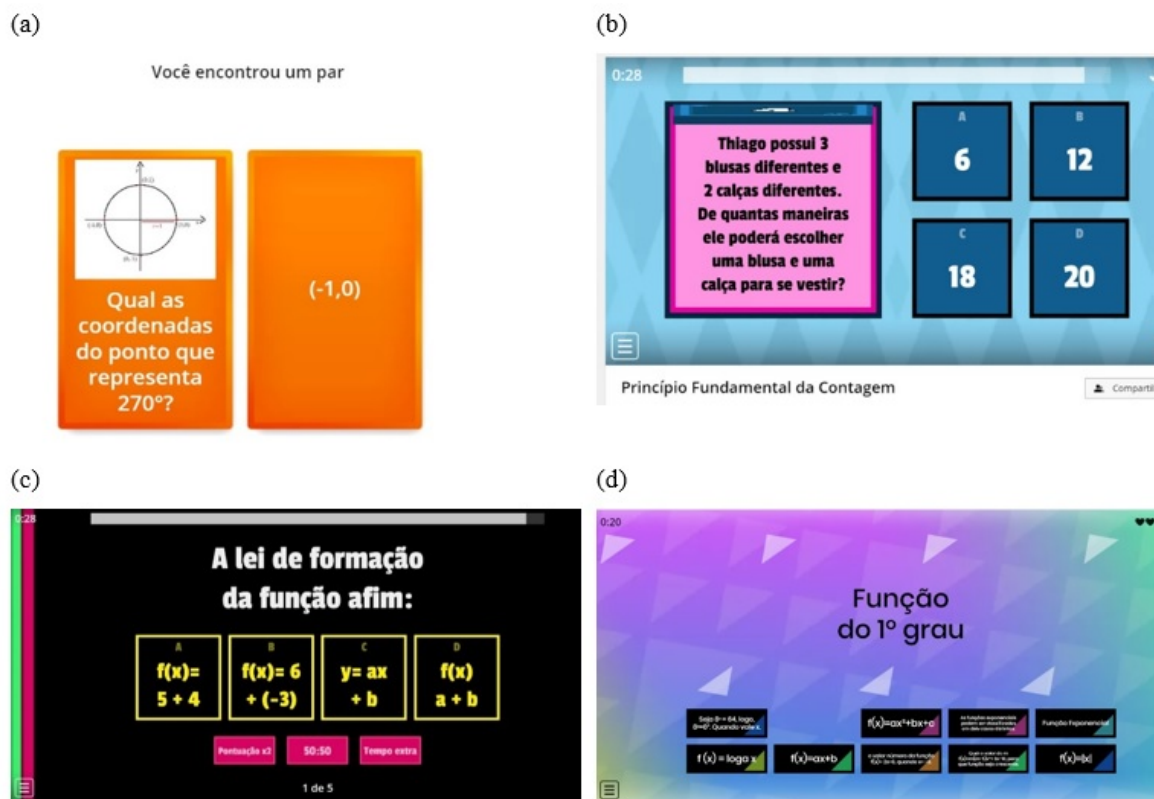 (a)
Você encontrou um par
Qual as
coordenadas
do ponto que
representa
270º?
(-1,0)
(b)
0:28
Thiago possui 3
blusas diferentes e
2 calças diferentes.
De quantas maneiras
ele poderá escolher
uma blusa e uma
calça para se vestir?
A
6
B
12
C
18
D
20
Princípio Fundamental da Contagem
Compartil
(c)
0:28
A lei de formação
da função afim:
A
f(x)=
5 + 4
B
f(x)= 6
+ (-3)
C
y= ax
+ b
D
f(x)
a + b
Pontuação x2
50:50
Tempo extra
1 de 5
(d)
0:20
Função
do 1º grau
f(x)=ax²+bx+c
Função Exponencial
f(x) = loga x
f(x)=ax+b
f(x)=|x|